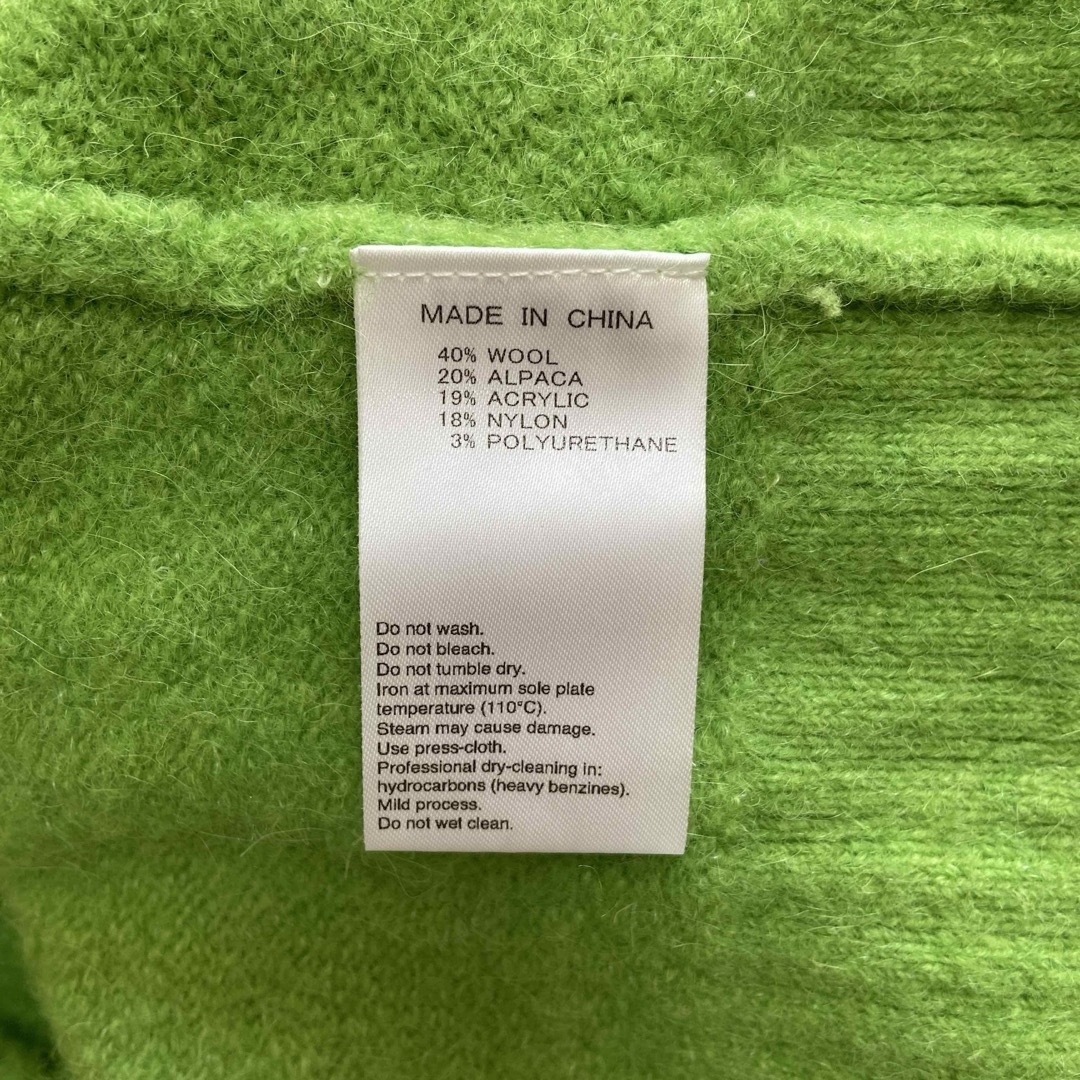 MADE IN CHINA
40% WOOL
20% ALPACA
19% ACRYLIC
18% NYLON
3% POLYURETHANE
Do not wash.
Do not bleach.
Do not tumble dry.
Iron at maximum sole plate
temperature (110°C).
Steam may cause damage.
Use press-cloth.
Professional dry-cleaning in:
hydrocarbons (heavy benzines).
Mild process.
Do not wet clean.